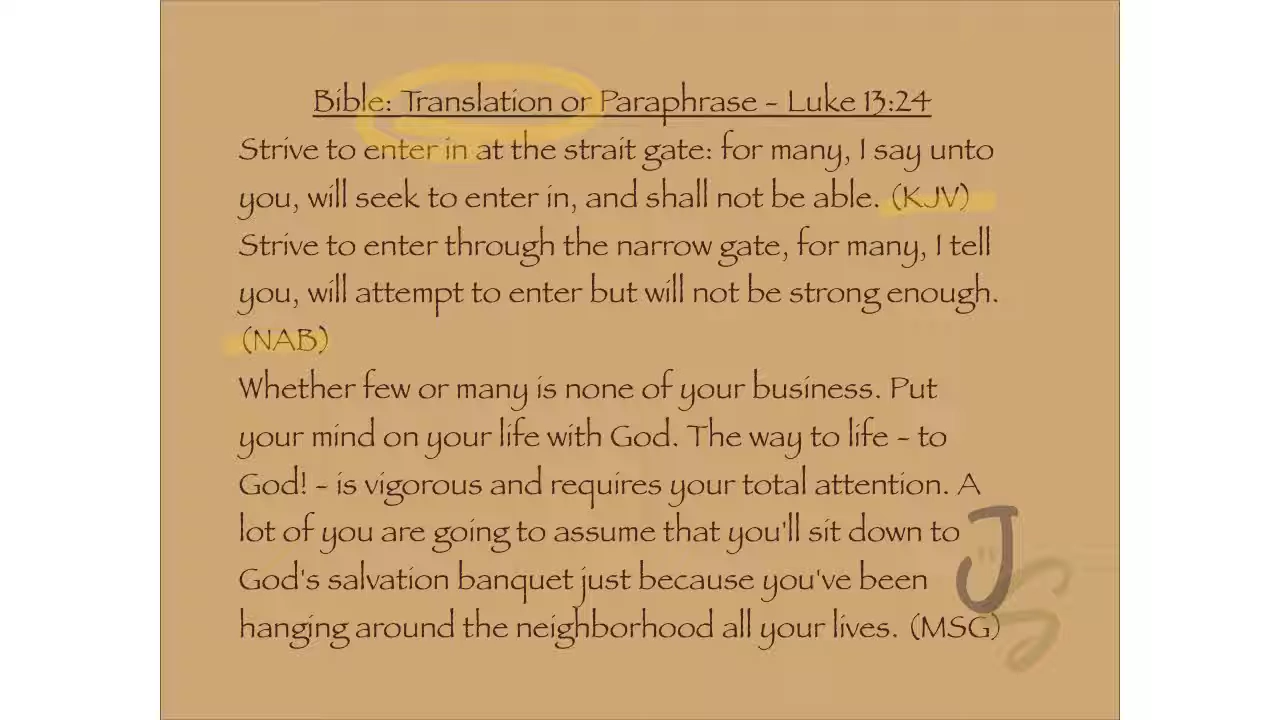 Bible: Translation or Paraphrase - Luke 13:24
Strive to enter in at the strait gate: for many, I say unto
you, will seek to enter in, and shall not be able. (KJV)
Strive to enter through the narrow gate, for many, I tell
you, will attempt to enter but will not be strong enough.
(NAB)
Whether few or many is none of your business. Put
your mind on your life with God. The way to life - to
God! - is vigorous and requires your total attention. A
lot of you are going to assume that you'll sit down to
God's salvation banquet just because you've been
hanging around the neighborhood all your lives. (MSG)
JS